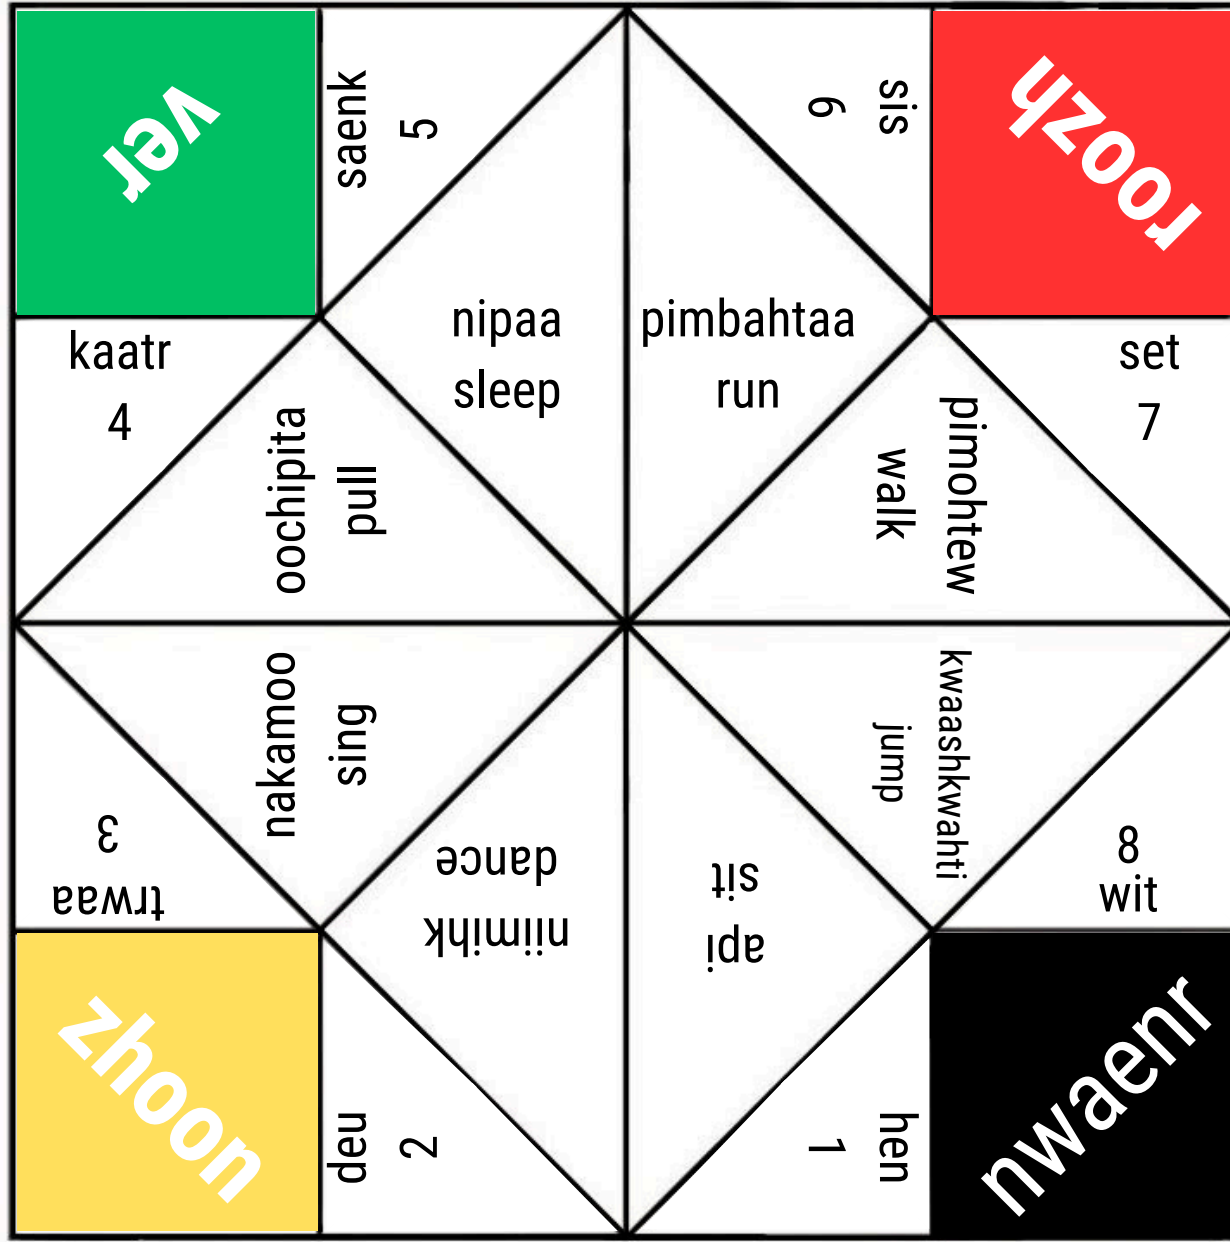 ver
saenk
5
sis
6
roozh
kaatr
4
oochipita
pull
nipaa
sleep
pimbahtaa
run
pimohtew
walk
set
7
nakamoo
sing
trwaa
3
niimihk
dance
api
sit
kwaashkwahti
jump
8
wit
zhoon
deu
2
hen
1
nwaenr